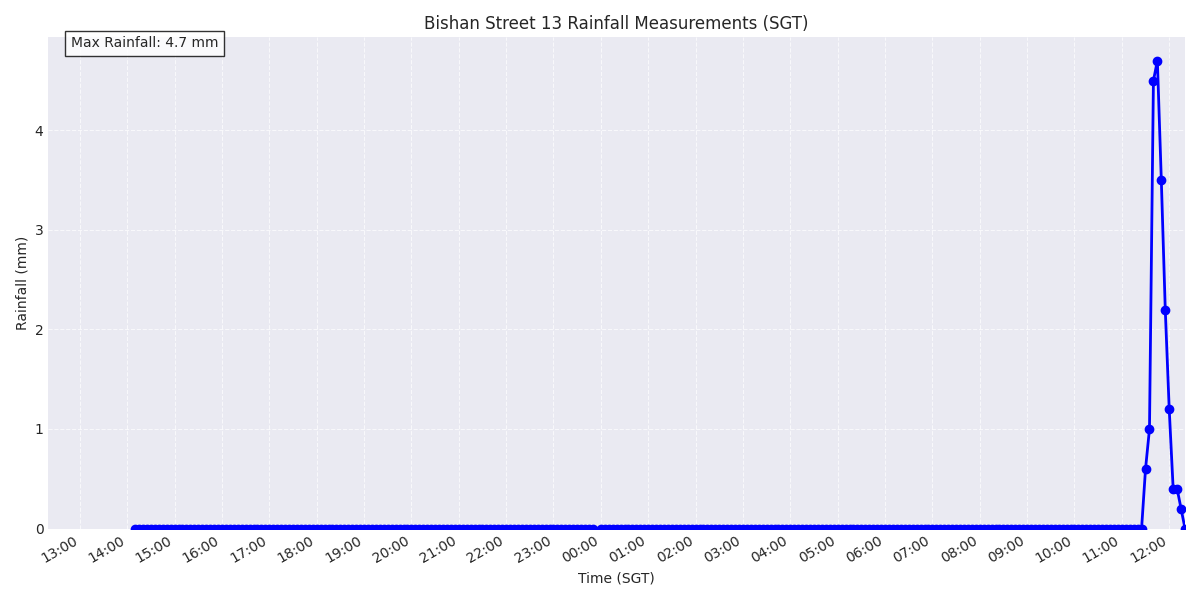 Bishan Street 13 Rainfall Measurements (SGT)
Max Rainfall: 4.7 mm
Rainfall (mm)
4
3
2
1
0
13:00 14:00 15:00 16:00 17:00 18:00 19:00 20:00 21:00 22:00 23:00 00:00 01:00 02:00 03:00 04:00 05:00 06:00 07:00 08:00 09:00 10:00 11:00 12:00
Time (SGT)